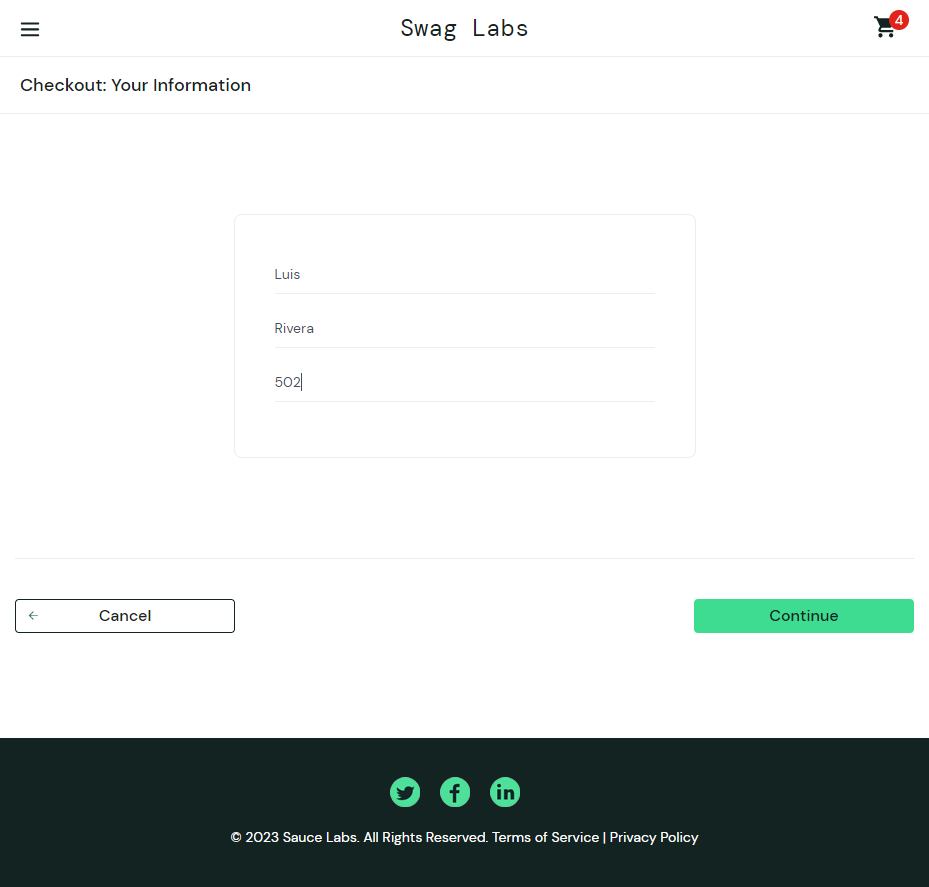 Swag Labs
4
Checkout: Your Information
Luis
Rivera
502
Cancel
Continue
© 2023 Sauce Labs. All Rights Reserved. Terms of Service | Privacy Policy